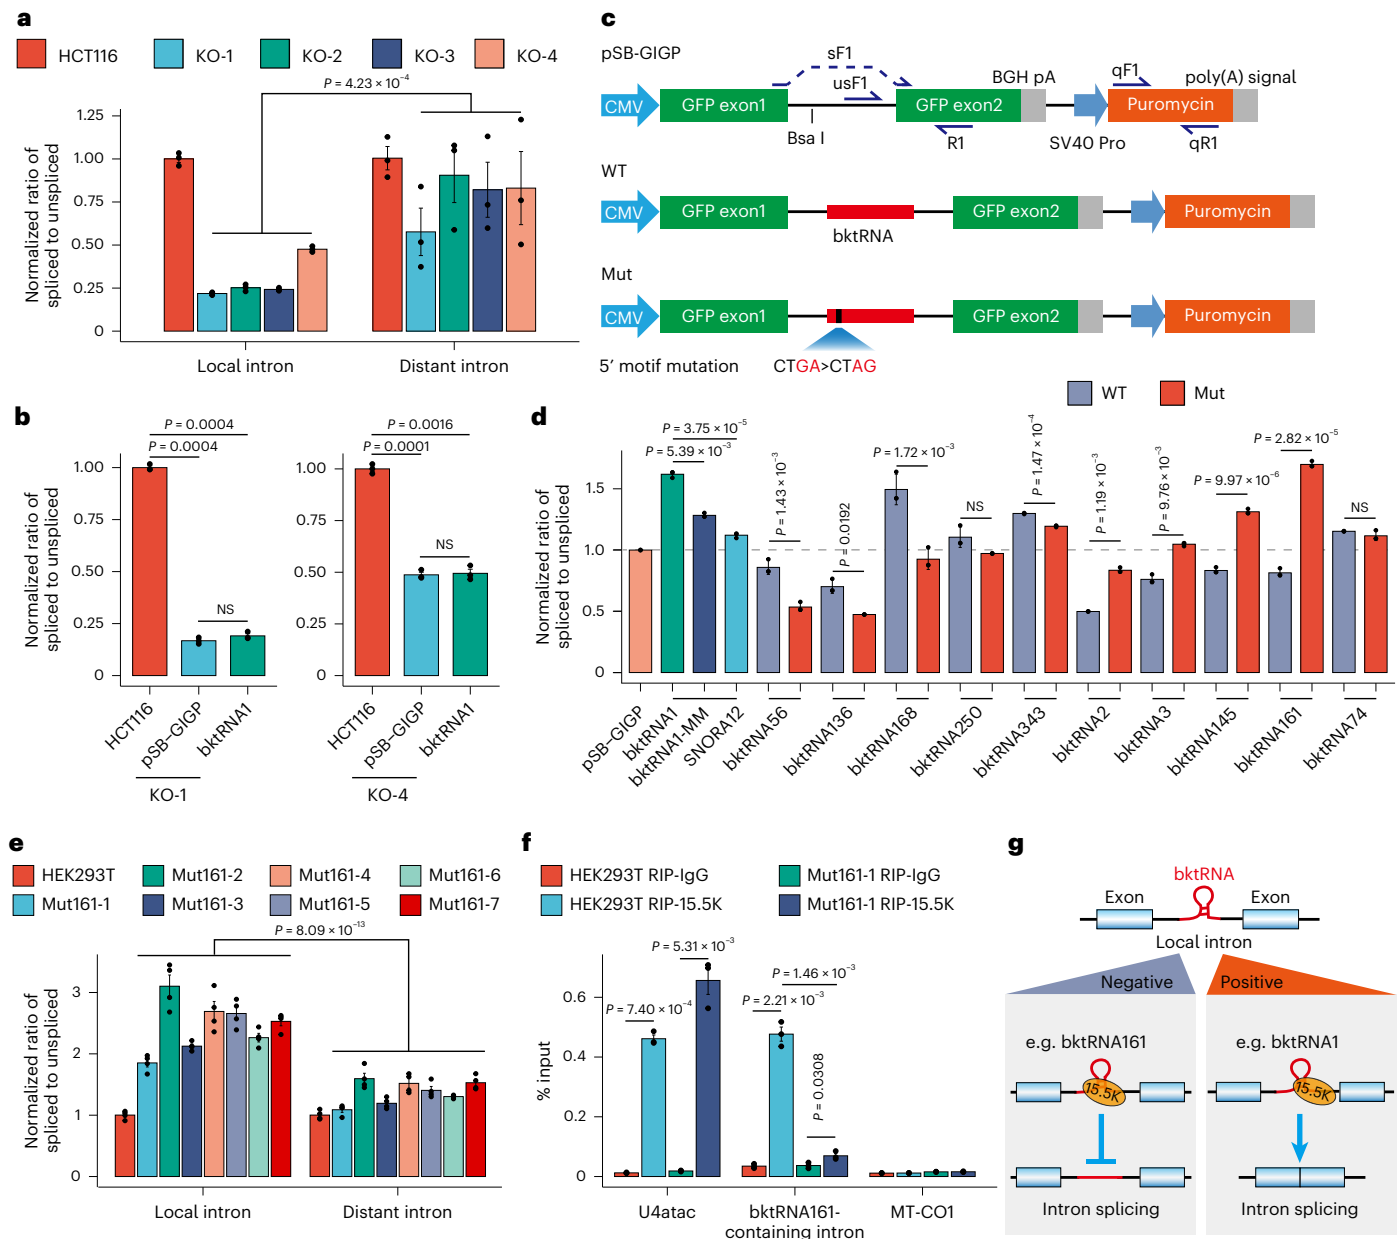 a
HCT116 KO-1 KO-2 KO-3 KO-4
P = 4.23 × 10⁻⁴
Normalized ratio of
spliced to unspliced
1.25
1.00
0.75
0.50
0.25
0
Local intron Distant intron
c
pSB-GIGP
sF1
usF1
BGH pA
qF1
poly(A) signal
CMV GFP exon1 GFP exon2 Puromycin
Bsa I
R1
SV40 Pro
qR1
WT
CMV GFP exon1 GFP exon2 Puromycin
bktRNA
Mut
CMV GFP exon1 GFP exon2 Puromycin
5′ motif mutation CTGA>CTAG
b
P = 0.0004
P = 0.0004
NS
Normalized ratio of
spliced to unspliced
1.00
0.75
0.50
0.25
0
HCT116
pSB–GIGP
bktRNA1
KO-1
P = 0.0016
P = 0.0001
NS
1.00
0.75
0.50
0.25
0
HCT116
pSB–GIGP
bktRNA1
KO-4
d
WT Mut
P = 3.75 × 10⁻⁵
P = 5.39 × 10⁻³
P = 1.43 × 10⁻³
P = 0.0192
P = 1.72 × 10⁻³
NS
P = 1.47 × 10⁻⁴
P = 1.19 × 10⁻³
P = 9.76 × 10⁻³
P = 9.97 × 10⁻⁶
P = 2.82 × 10⁻⁵
NS
Normalized ratio of
spliced to unspliced
1.5
1.0
0.5
0
pSB-GIGP
bktRNA1
bktRNA1-MM
SNORA12
bktRNA56
bktRNA136
bktRNA168
bktRNA250
bktRNA343
bktRNA2
bktRNA3
bktRNA145
bktRNA161
bktRNA74
e
HEK293T Mut161-2 Mut161-4 Mut161-6
Mut161-1 Mut161-3 Mut161-5 Mut161-7
P = 8.09 × 10⁻¹³
Normalized ratio of
spliced to unspliced
3
2
1
0
Local intron Distant intron
f
HEK293T RIP-IgG Mut161-1 RIP-IgG
HEK293T RIP-15.5K Mut161-1 RIP-15.5K
P = 5.31 × 10⁻³
P = 7.40 × 10⁻⁴
P = 1.46 × 10⁻³
P = 2.21 × 10⁻³
P = 0.0308
% input
0.6
0.4
0.2
0
U4atac
bktRNA161-
containing intron
MT-CO1
g
bktRNA
Exon Exon
Local intron
Negative Positive
e.g. bktRNA161 e.g. bktRNA1
15.5K 15.5K
Intron splicing Intron splicing